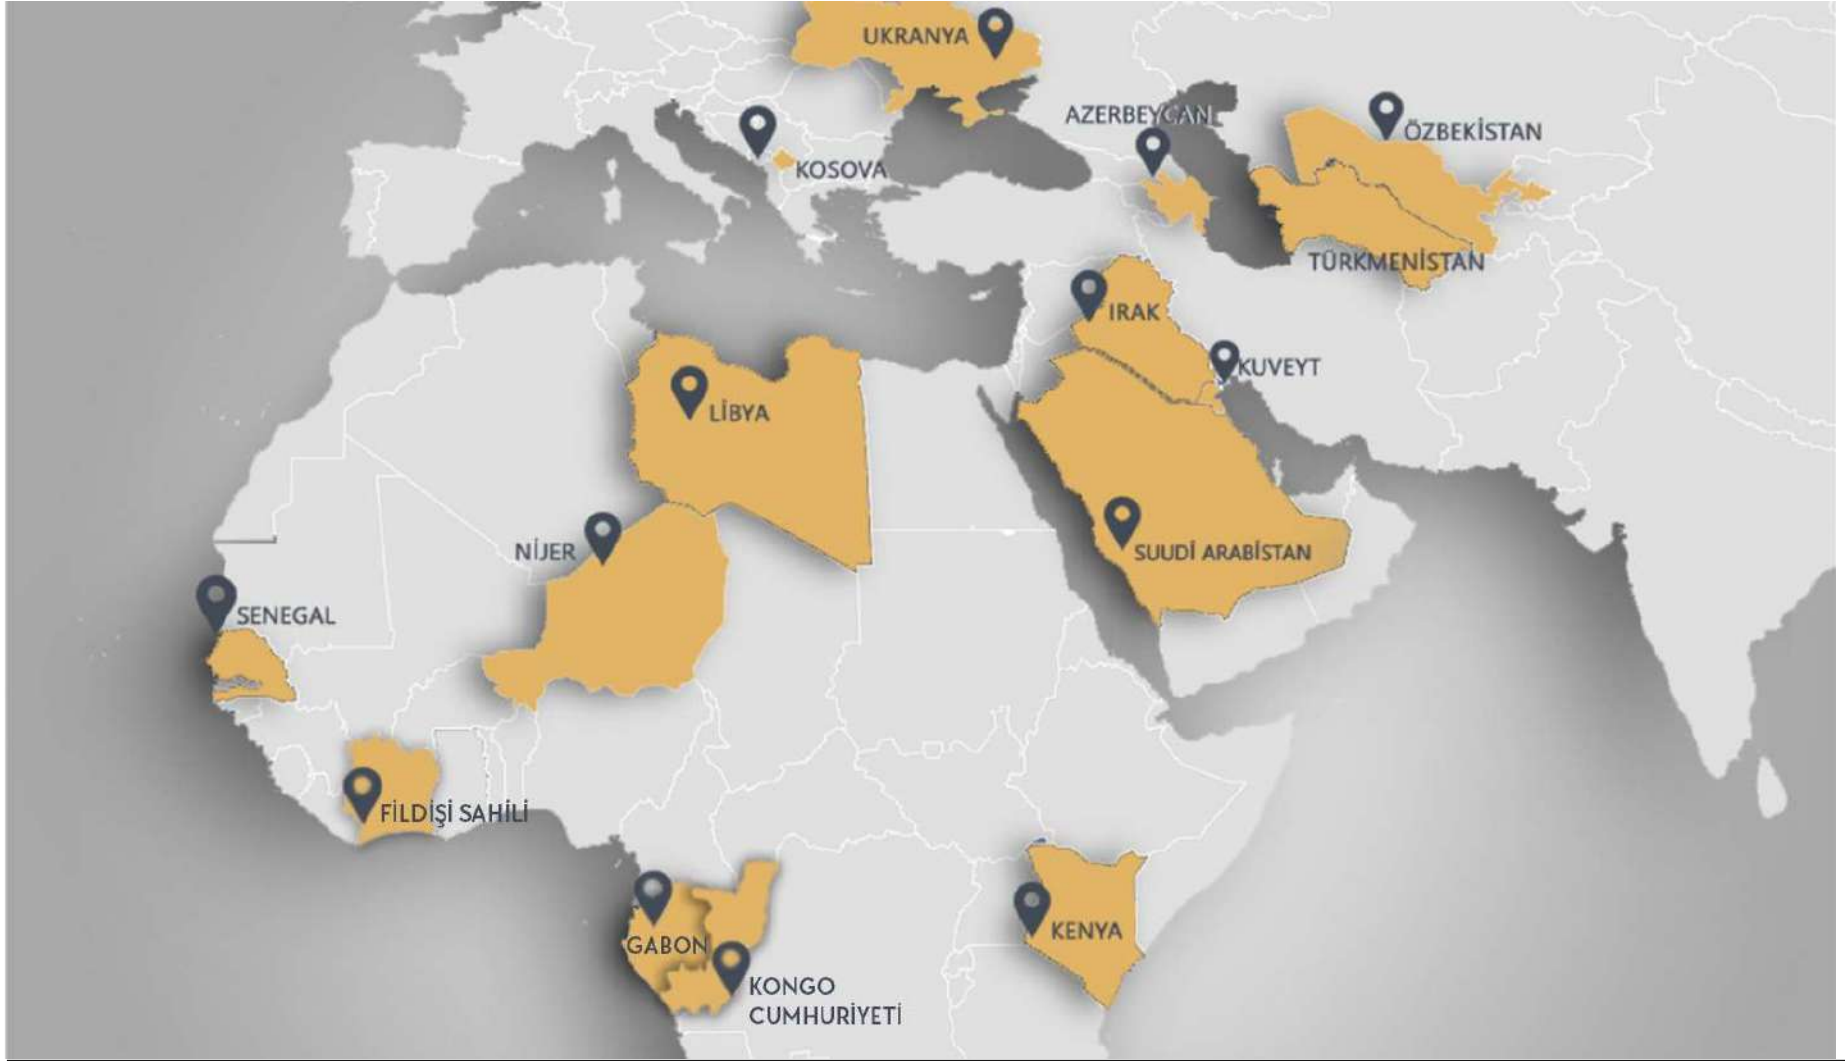 UKRANYA
AZERBEYCAN
ÖZBEKİSTAN
KOSOVA
TÜRKMENİSTAN
IRAK
KUVEYT
LİBYA
NİJER
SUUDİ ARABİSTAN
SENEGAL
FİLDİŞİ SAHİLİ
KENYA
GABON
KONGO
CUMHURİYETİ